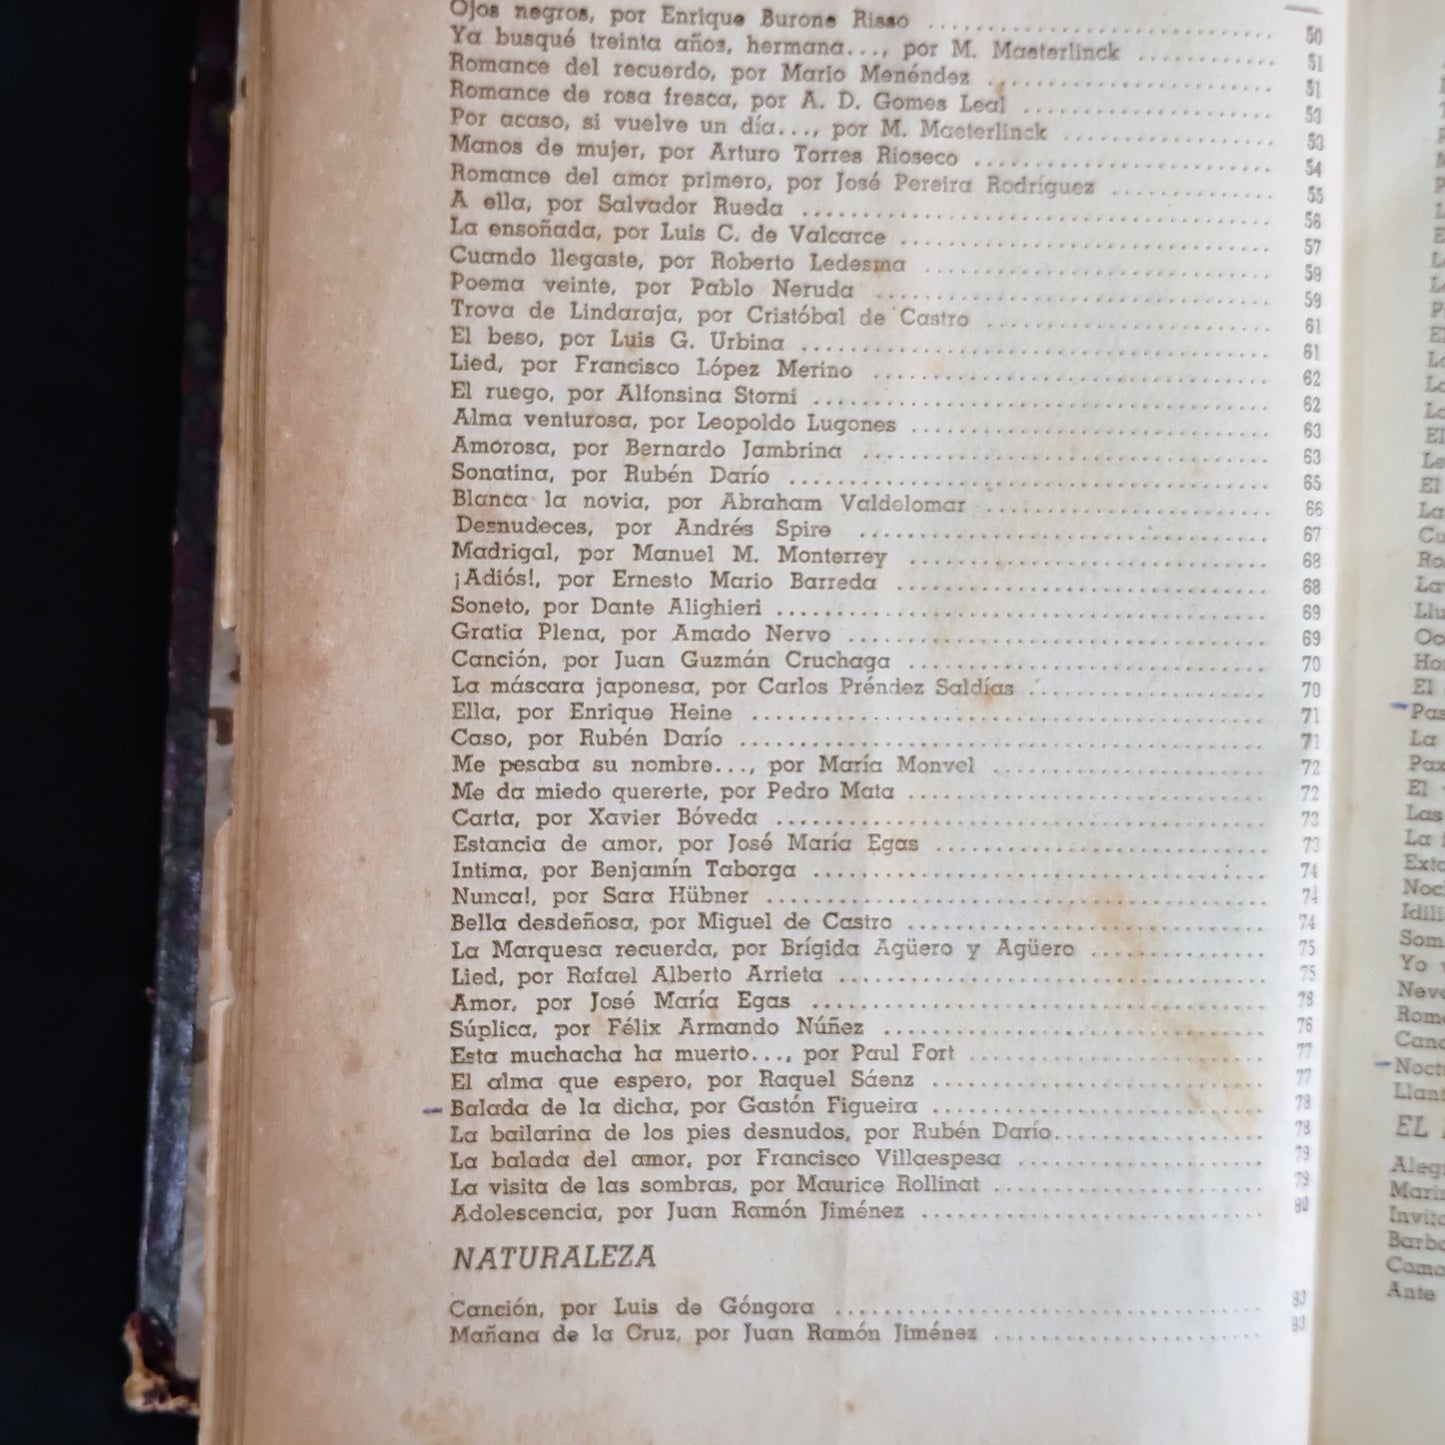 Ojos negros, por Enrique Burone Risso ........ 50
Ya busqué treinta años, hermana..., por M. Maeterlinck ........ 51
Romance del recuerdo, por Mario Menéndez ........ 51
Romance de rosa fresca, por A. D. Gomes Leal ........ 53
Por acaso, si vuelve un día..., por M. Maeterlinck ........ 53
Manos de mujer, por Arturo Torres Rioseco ........ 54
Romance del amor primero, por José Pereira Rodríguez ........ 55
A ella, por Salvador Rueda ........ 56
La ensoñada, por Luis C. de Valcarce ........ 57
Cuando llegaste, por Roberto Ledesma ........ 59
Poema veinte, por Pablo Neruda ........ 59
Trova de Lindaraja, por Cristóbal de Castro ........ 61
El beso, por Luis G. Urbina ........ 61
Lied, por Francisco López Merino ........ 62
El ruego, por Alfonsina Storni ........ 62
Alma venturosa, por Leopoldo Lugones ........ 63
Amorosa, por Bernardo Jambrina ........ 63
Sonatina, por Rubén Darío ........ 65
Blanca la novia, por Abraham Valdelomar ........ 66
Desnudeces, por Andrés Spire ........ 67
Madrigal, por Manuel M. Monterrey ........ 68
¡Adiós!, por Ernesto Mario Barreda ........ 68
Soneto, por Dante Alighieri ........ 69
Gratia Plena, por Amado Nervo ........ 69
Canción, por Juan Guzmán Cruchaga ........ 70
La máscara japonesa, por Carlos Préndez Saldías ........ 70
Ella, por Enrique Heine ........ 71
Caso, por Rubén Darío ........ 71
Me pesaba su nombre..., por María Monvel ........ 72
Me da miedo quererte, por Pedro Mata ........ 72
Carta, por Xavier Bóveda ........ 73
Estancia de amor, por José María Egas ........ 73
Intima, por Benjamín Taborga ........ 74
Nunca!, por Sara Hübner ........ 74
Bella desdeñosa, por Miguel de Castro ........ 74
La Marquesa recuerda, por Brígida Agüero y Agüero ........ 75
Lied, por Rafael Alberto Arrieta ........ 75
Amor, por José María Egas ........ 76
Súplica, por Félix Armando Núñez ........ 76
Esta muchacha ha muerto..., por Paul Fort ........ 77
El alma que espero, por Raquel Sáenz ........ 77
Balada de la dicha, por Gastón Figueira ........ 78
La bailarina de los pies desnudos, por Rubén Darío........ 78
La balada del amor, por Francisco Villaespesa ........ 79
La visita de las sombras, por Maurice Rollinat ........ 79
Adolescencia, por Juan Ramón Jiménez ........ 80
NATURALEZA
Canción, por Luis de Góngora ........ 83
Mañana de la Cruz, por Juan Ramón Jiménez ........ 83